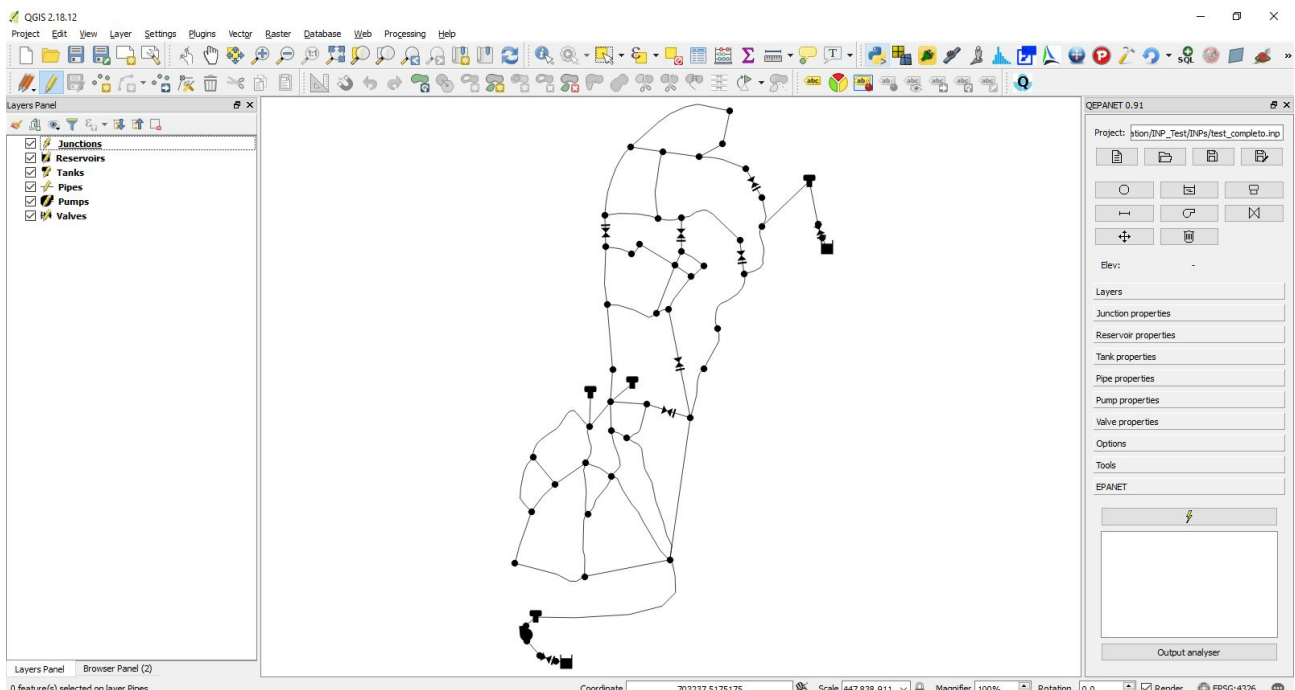 QGIS 2.18.12
Project Edit View Layer Settings Plugins Vector Raster Database Web Processing Help
Layers Panel
Junctions
Reservoirs
Tanks
Pipes
Pumps
Valves
Layers Panel Browser Panel (2)
QEPANET 0.91
Project: ation/INP_Test/INPs/test_completo.inp
Elev: -
Layers
Junction properties
Reservoir properties
Tank properties
Pipe properties
Pump properties
Valve properties
Options
Tools
EPANET
Output analyser
0 feature(s) selected on layer Pipes. Coordinate Scale Magnifier 100% Rotation 0.0 Render EPSG:4326